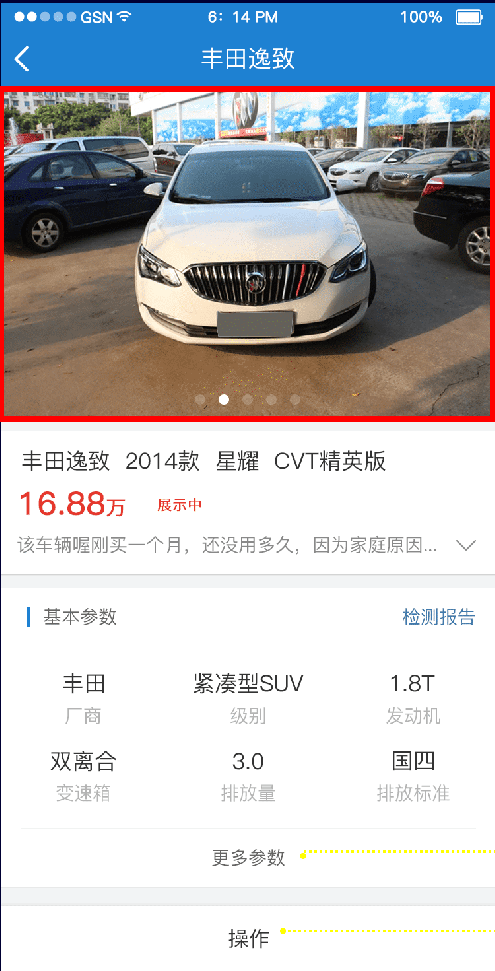 GSN 6:14 PM 100%
丰田逸致
丰田逸致 2014款 星耀 CVT精英版
16.88万 展示中
该车辆喔刚买一个月，还没用多久，因为家庭原因...
基本参数 检测报告
丰田 紧凑型SUV 1.8T
厂商 级别 发动机
双离合 3.0 国四
变速箱 排放量 排放标准
更多参数
操作